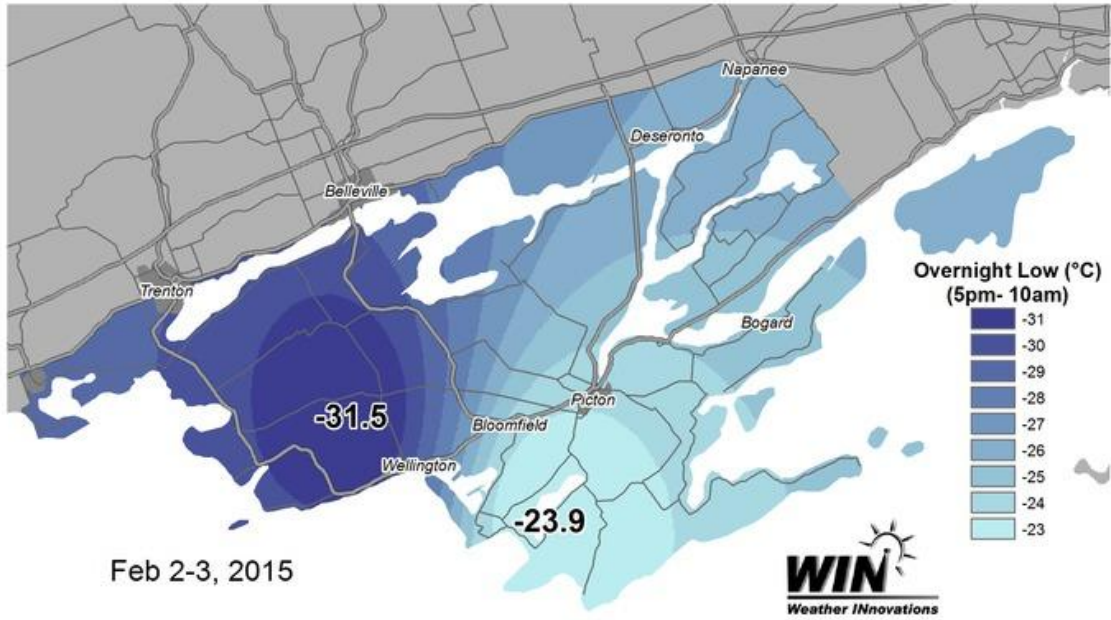 Napanee
Deseronto
Belleville
Trenton
Overnight Low (°C)
(5pm- 10am)
-31
-30
-29
-28
-27
-26
-25
-24
-23
Bogard
Picton
-31.5
Bloomfield
Wellington
-23.9
Feb 2-3, 2015
WIN
Weather INnovations